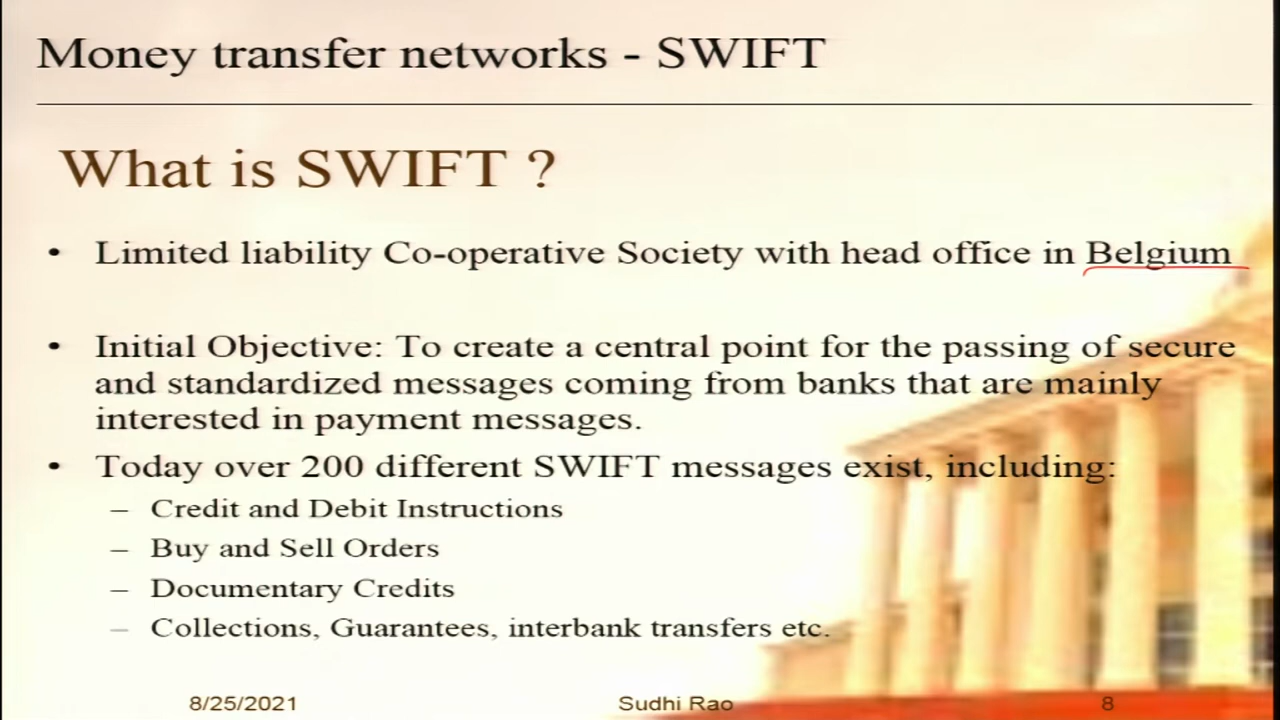 Money transfer networks - SWIFT
What is SWIFT ?
• Limited liability Co-operative Society with head office in Belgium
• Initial Objective: To create a central point for the passing of secure
and standardized messages coming from banks that are mainly
interested in payment messages.
• Today over 200 different SWIFT messages exist, including:
– Credit and Debit Instructions
– Buy and Sell Orders
– Documentary Credits
– Collections, Guarantees, interbank transfers etc.
8/25/2021 Sudhi Rao 8